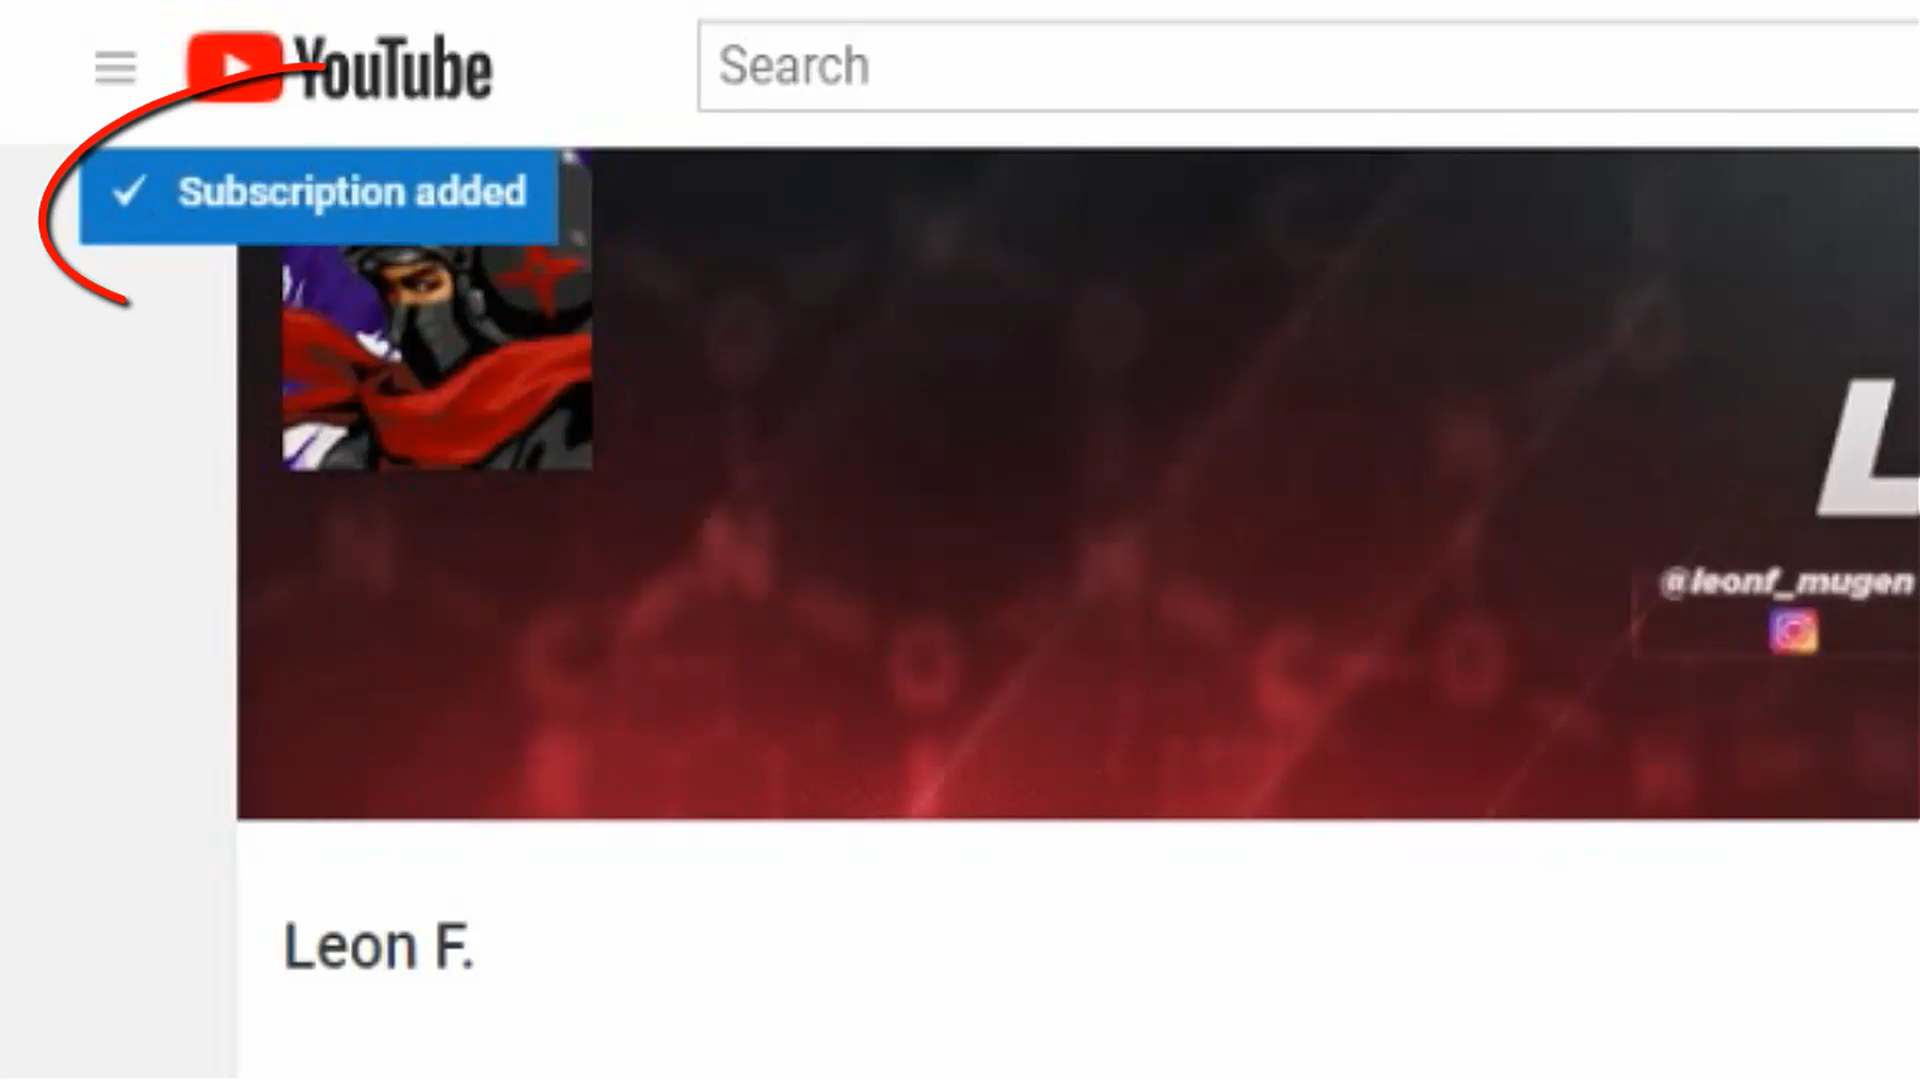 YouTube
Search
Subscription added
L
@leonf_mugen
Leon F.